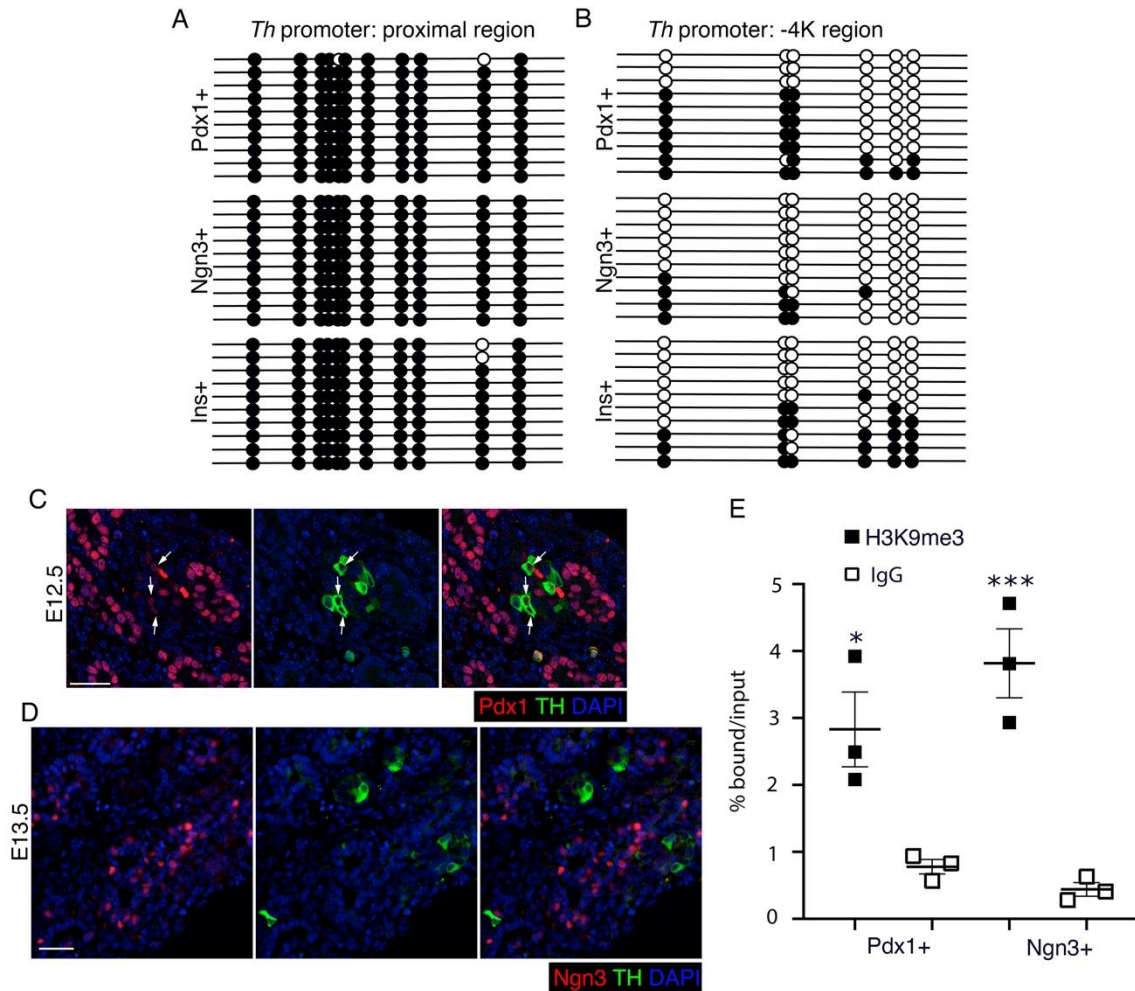 A
Th promoter: proximal region
Pdx1+
Ngn3+
Ins+
B
Th promoter: -4K region
Pdx1+
Ngn3+
Ins+
C
E12.5
Pdx1 TH DAPI
D
E13.5
Ngn3 TH DAPI
E
H3K9me3
IgG
% bound/input
5
4
3
2
1
0
*
***
Pdx1+
Ngn3+